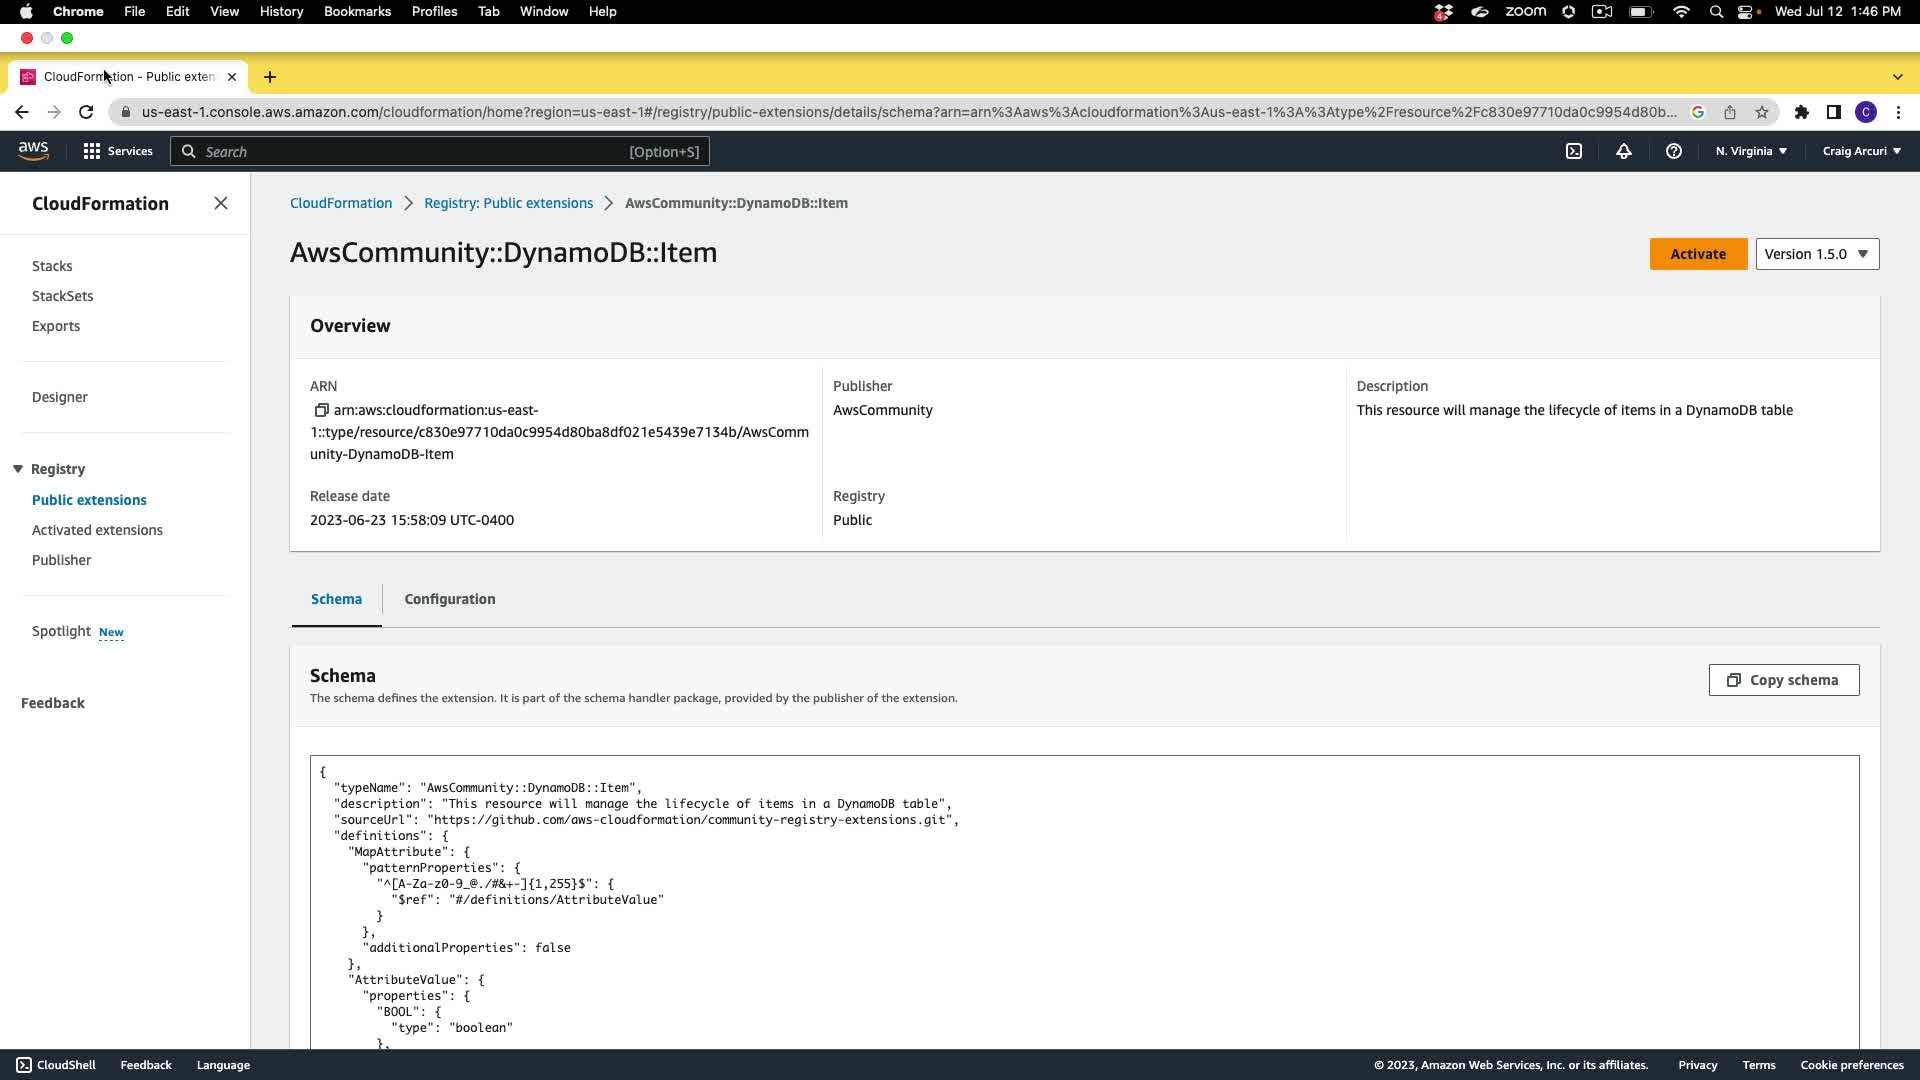 Chrome File Edit View History Bookmarks Profiles Tab Window Help 4 zoom Wed Jul 12 1:46 PM
CloudFormation - Public exten
us-east-1.console.aws.amazon.com/cloudformation/home?region=us-east-1#/registry/public-extensions/details/schema?arn=arn%3Aaws%3Acloudformation%3Aus-east-1%3A%3Atype%2Fresource%2Fc830e97710da0c9954d80b... G C
aws Services Search [Option+S] N. Virginia Craig Arcuri
CloudFormation
Stacks
StackSets
Exports
Designer
Registry
Public extensions
Activated extensions
Publisher
Spotlight New
Feedback
CloudFormation Registry: Public extensions AwsCommunity::DynamoDB::Item
AwsCommunity::DynamoDB::Item
Activate Version 1.5.0
Overview
ARN
arn:aws:cloudformation:us-east-
1::type/resource/c830e97710da0c9954d80ba8df021e5439e7134b/AwsComm
unity-DynamoDB-Item
Publisher
AwsCommunity
Description
This resource will manage the lifecycle of items in a DynamoDB table
Release date
2023-06-23 15:58:09 UTC-0400
Registry
Public
Schema Configuration
Schema
The schema defines the extension. It is part of the schema handler package, provided by the publisher of the extension.
Copy schema
{
"typeName": "AwsCommunity::DynamoDB::Item",
"description": "This resource will manage the lifecycle of items in a DynamoDB table",
"sourceUrl": "https://github.com/aws-cloudformation/community-registry-extensions.git",
"definitions": {
"MapAttribute": {
"patternProperties": {
"^[A-Za-z0-9_@./#&+-]{1,255}$": {
"$ref": "#/definitions/AttributeValue"
}
},
"additionalProperties": false
},
"AttributeValue": {
"properties": {
"BOOL": {
"type": "boolean"
},
CloudShell Feedback Language © 2023, Amazon Web Services, Inc. or its affiliates. Privacy Terms Cookie preferences